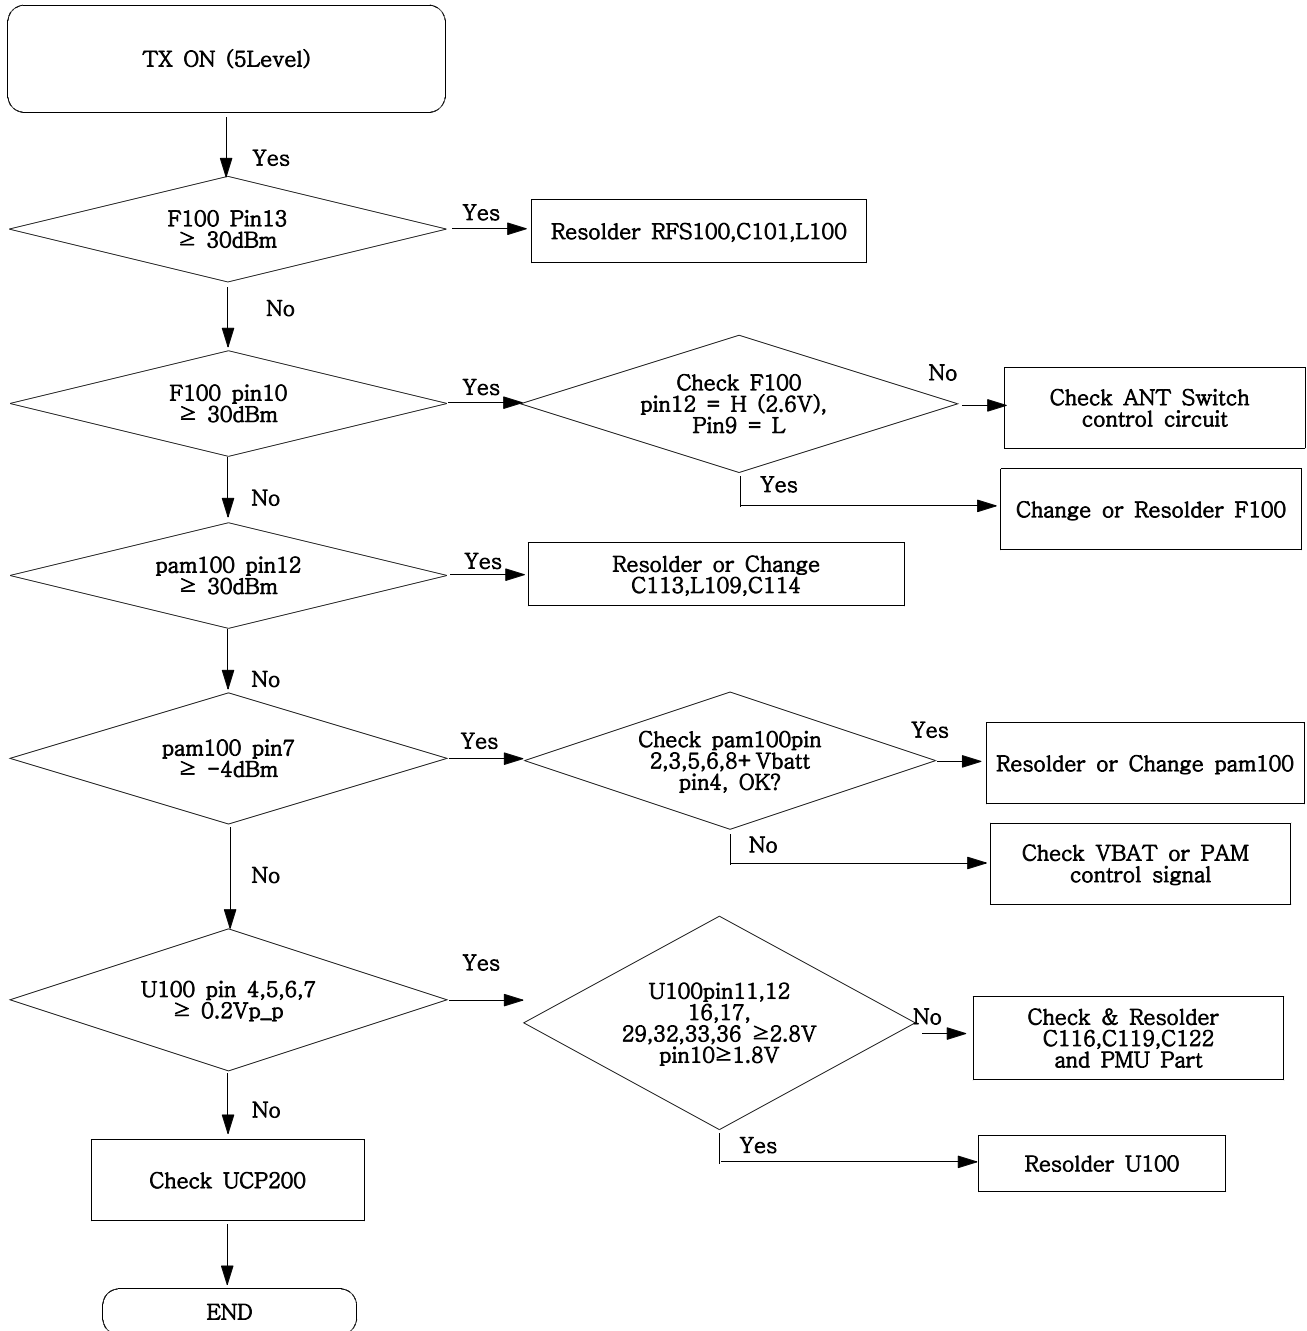 TX ON (5Level)
Yes
F100 Pin13
≥ 30dBm
Yes
Resolder RFS100,C101,L100
No
F100 pin10
≥ 30dBm
Yes
Check F100
pin12 = H (2.6V),
Pin9 = L
No
Check ANT Switch
control circuit
Yes
Change or Resolder F100
No
pam100 pin12
≥ 30dBm
Yes
Resolder or Change
C113,L109,C114
No
pam100 pin7
≥ -4dBm
Yes
Check pam100pin
2,3,5,6,8+ Vbatt
pin4, OK?
Yes
Resolder or Change pam100
No
Check VBAT or PAM
control signal
No
U100 pin 4,5,6,7
≥ 0.2Vp_p
Yes
U100pin11,12
16,17,
29,32,33,36 ≥2.8V
pin10≥1.8V
No
Check & Resolder
C116,C119,C122
and PMU Part
Yes
Resolder U100
No
Check UCP200
END